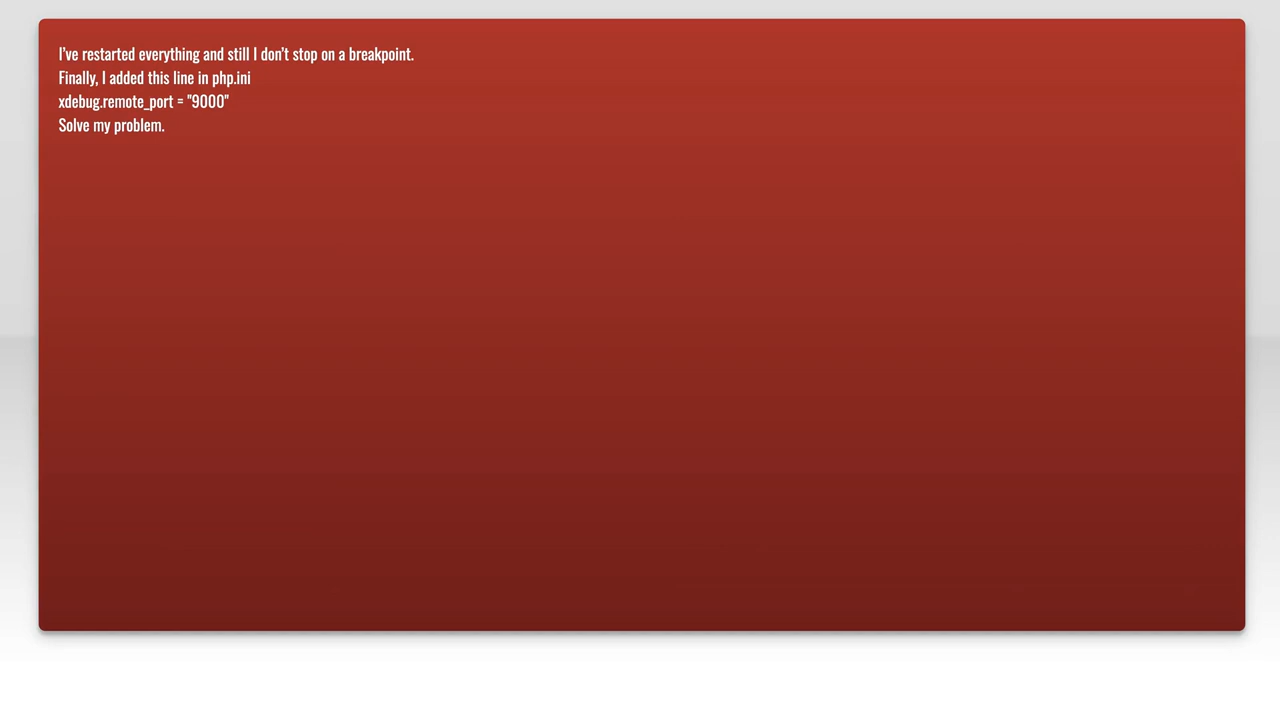 I’ve restarted everything and still I don’t stop on a breakpoint.
Finally, I added this line in php.ini
xdebug.remote_port = "9000"
Solve my problem.